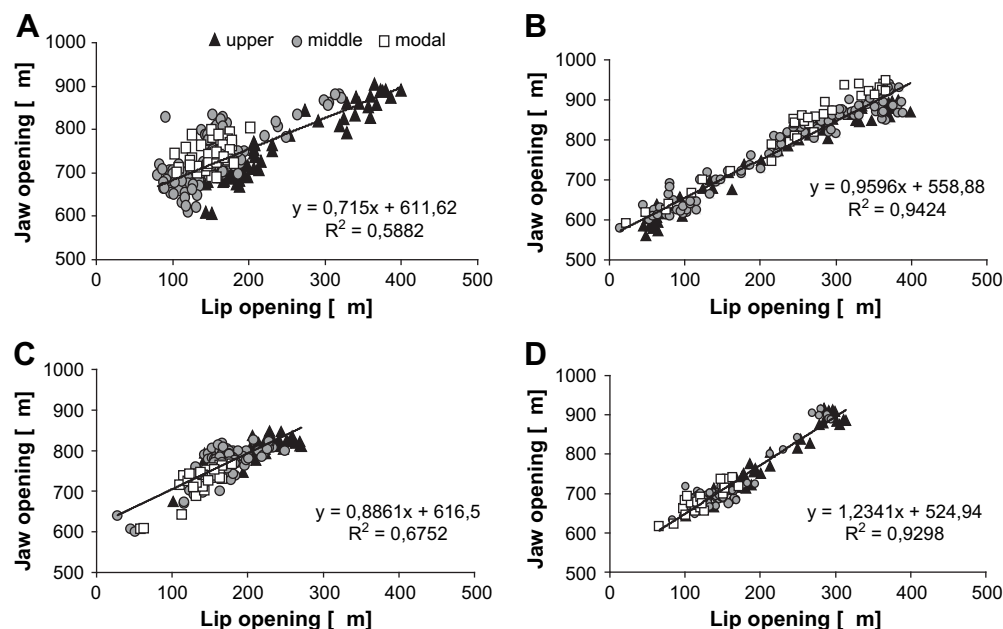 A
B
upper middle modal
Jaw opening [ m]
1000
900
800
700
600
500
y = 0,715x + 611,62
R² = 0,5882
0 100 200 300 400 500
Lip opening [ m]
Jaw opening [ m]
1000
900
800
700
600
500
y = 0,9596x + 558,88
R² = 0,9424
0 100 200 300 400 500
Lip opening [ m]
C
D
Jaw opening [ m]
1000
900
800
700
600
500
y = 0,8861x + 616,5
R² = 0,6752
0 100 200 300 400 500
Lip opening [ m]
Jaw opening [ m]
1000
900
800
700
600
500
y = 1,2341x + 524,94
R² = 0,9298
0 100 200 300 400 500
Lip opening [ m]